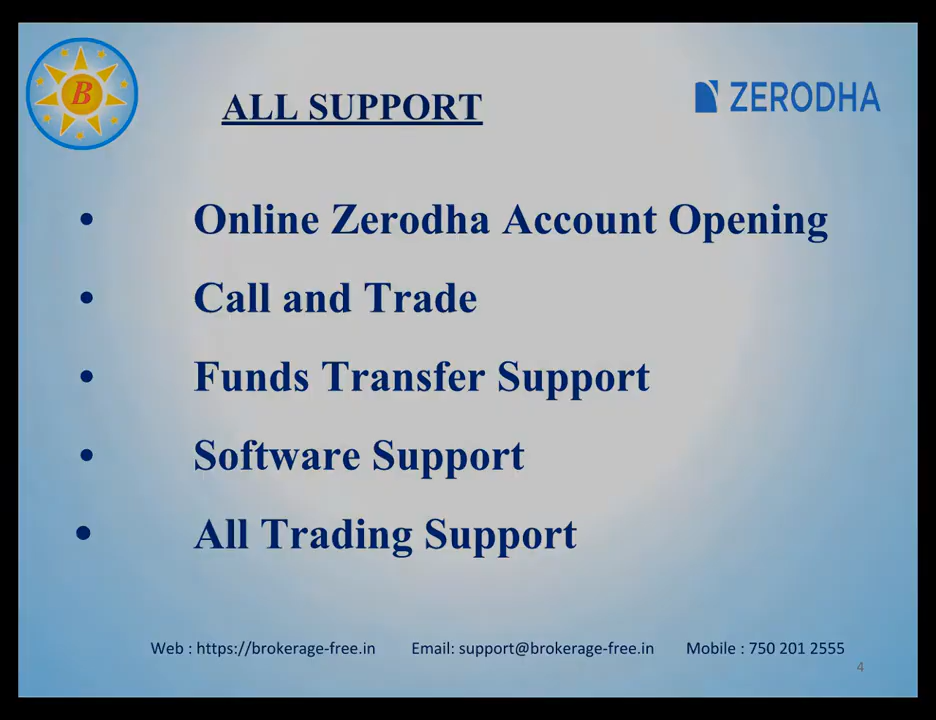 B
ALL SUPPORT
ZERODHA
• Online Zerodha Account Opening
• Call and Trade
• Funds Transfer Support
• Software Support
• All Trading Support
Web : https://brokerage-free.in Email: support@brokerage-free.in Mobile : 750 201 2555
4